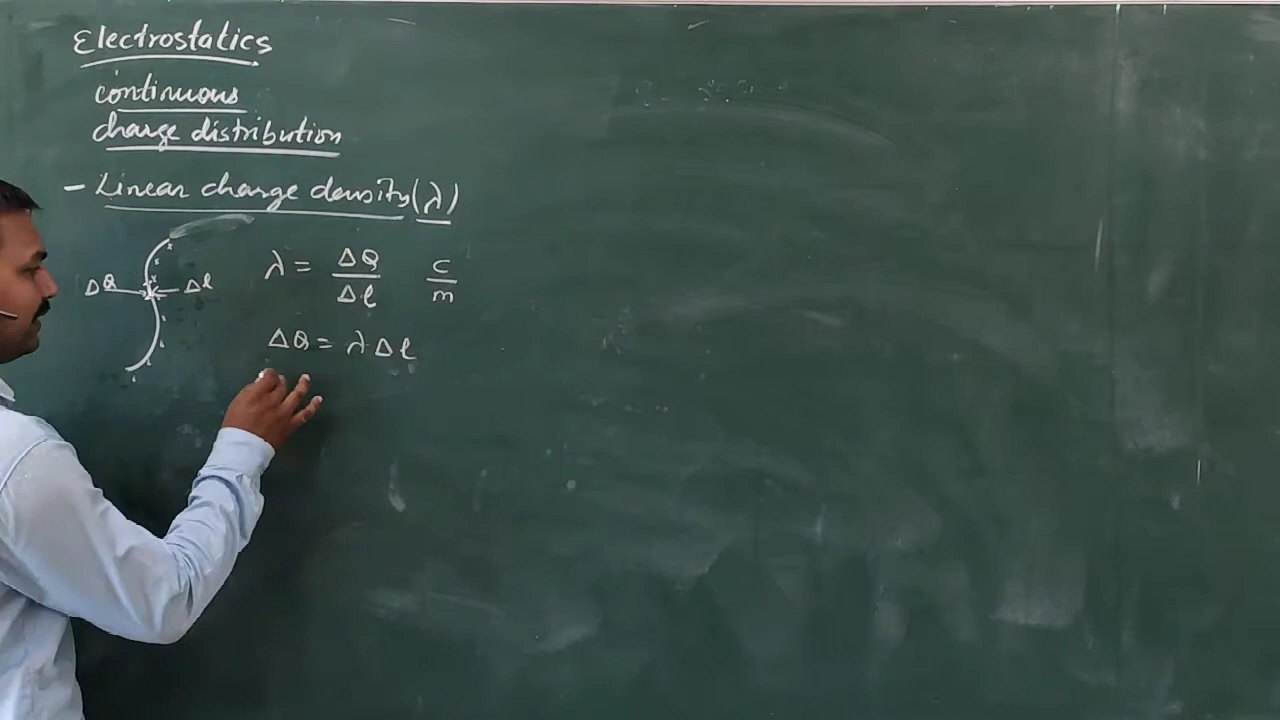 Electrostatics
continuous
charge distribution
- Linear charge density (λ)
ΔQ Δl
λ = ΔQ/Δl C/m
ΔQ = λ Δl